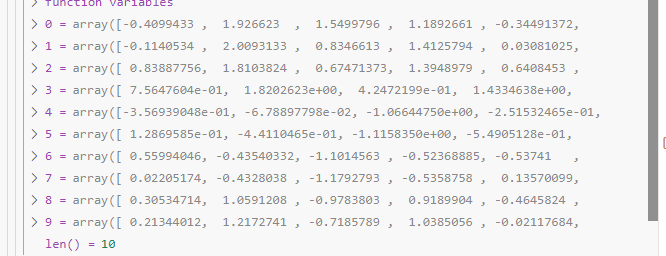 > function variables
> 0 = array([-0.4099433 , 1.926623 , 1.5499796 , 1.1892661 , -0.34491372,
> 1 = array([-0.1140534 , 2.0093133 , 0.8346613 , 1.4125794 , 0.03081025,
> 2 = array([ 0.83887756, 1.8103824 , 0.67471373, 1.3948979 , 0.6408453 ,
> 3 = array([ 7.5647604e-01, 1.8202623e+00, 4.2472199e-01, 1.4334638e+00,
> 4 = array([-3.56939048e-01, -6.78897798e-02, -1.06644750e+00, -2.51532465e-01,
> 5 = array([ 1.2869585e-01, -4.4110465e-01, -1.1158350e+00, -5.4905128e-01,
> 6 = array([ 0.55994046, -0.43540332, -1.1014563 , -0.52368885, -0.53741 ,
> 7 = array([ 0.02205174, -0.4328038 , -1.1792793 , -0.5358758 , 0.13570099,
> 8 = array([ 0.30534714, 1.0591208 , -0.9783803 , 0.9189904 , -0.4645824 ,
> 9 = array([ 0.21344012, 1.2172741 , -0.7185789 , 1.0385056 , -0.02117684,
len() = 10